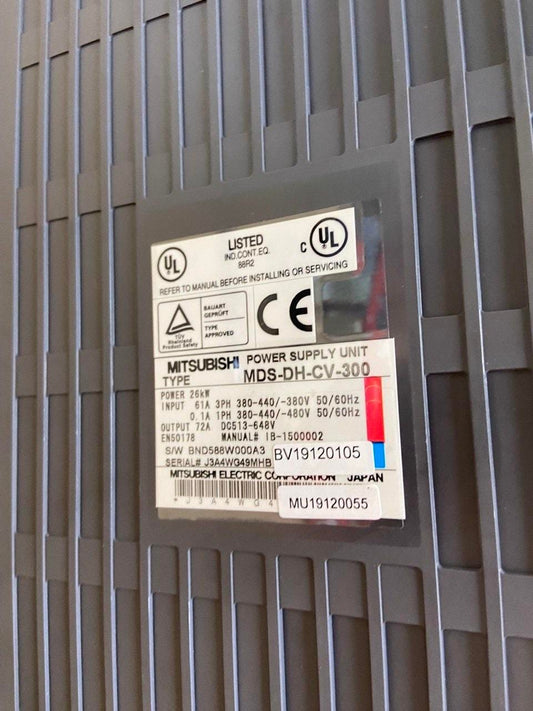 UL
LISTED
IND.CONT.EQ.
88R2
C UL
REFER TO MANUAL BEFORE INSTALLING OR SERVICING
TÜV
Rheinland
Product Safety
BAUART
GEPRÜFT
TYPE
APPROVED
CE
MITSUBISHI POWER SUPPLY UNIT
TYPE MDS-DH-CV-300
POWER 26kW
INPUT 61A 3PH 380-440/-380V 50/60Hz
0.1A 1PH 380-440/-480V 50/60Hz
OUTPUT 72A DC513-648V
EN50178 MANUAL# IB-1500002
S/W BND588W000A3
SERIAL# J3A4WG49MHB
BV19120105
MITSUBISHI ELECTRIC CORPORATION JAPAN
*J3A4WG4
MU19120055